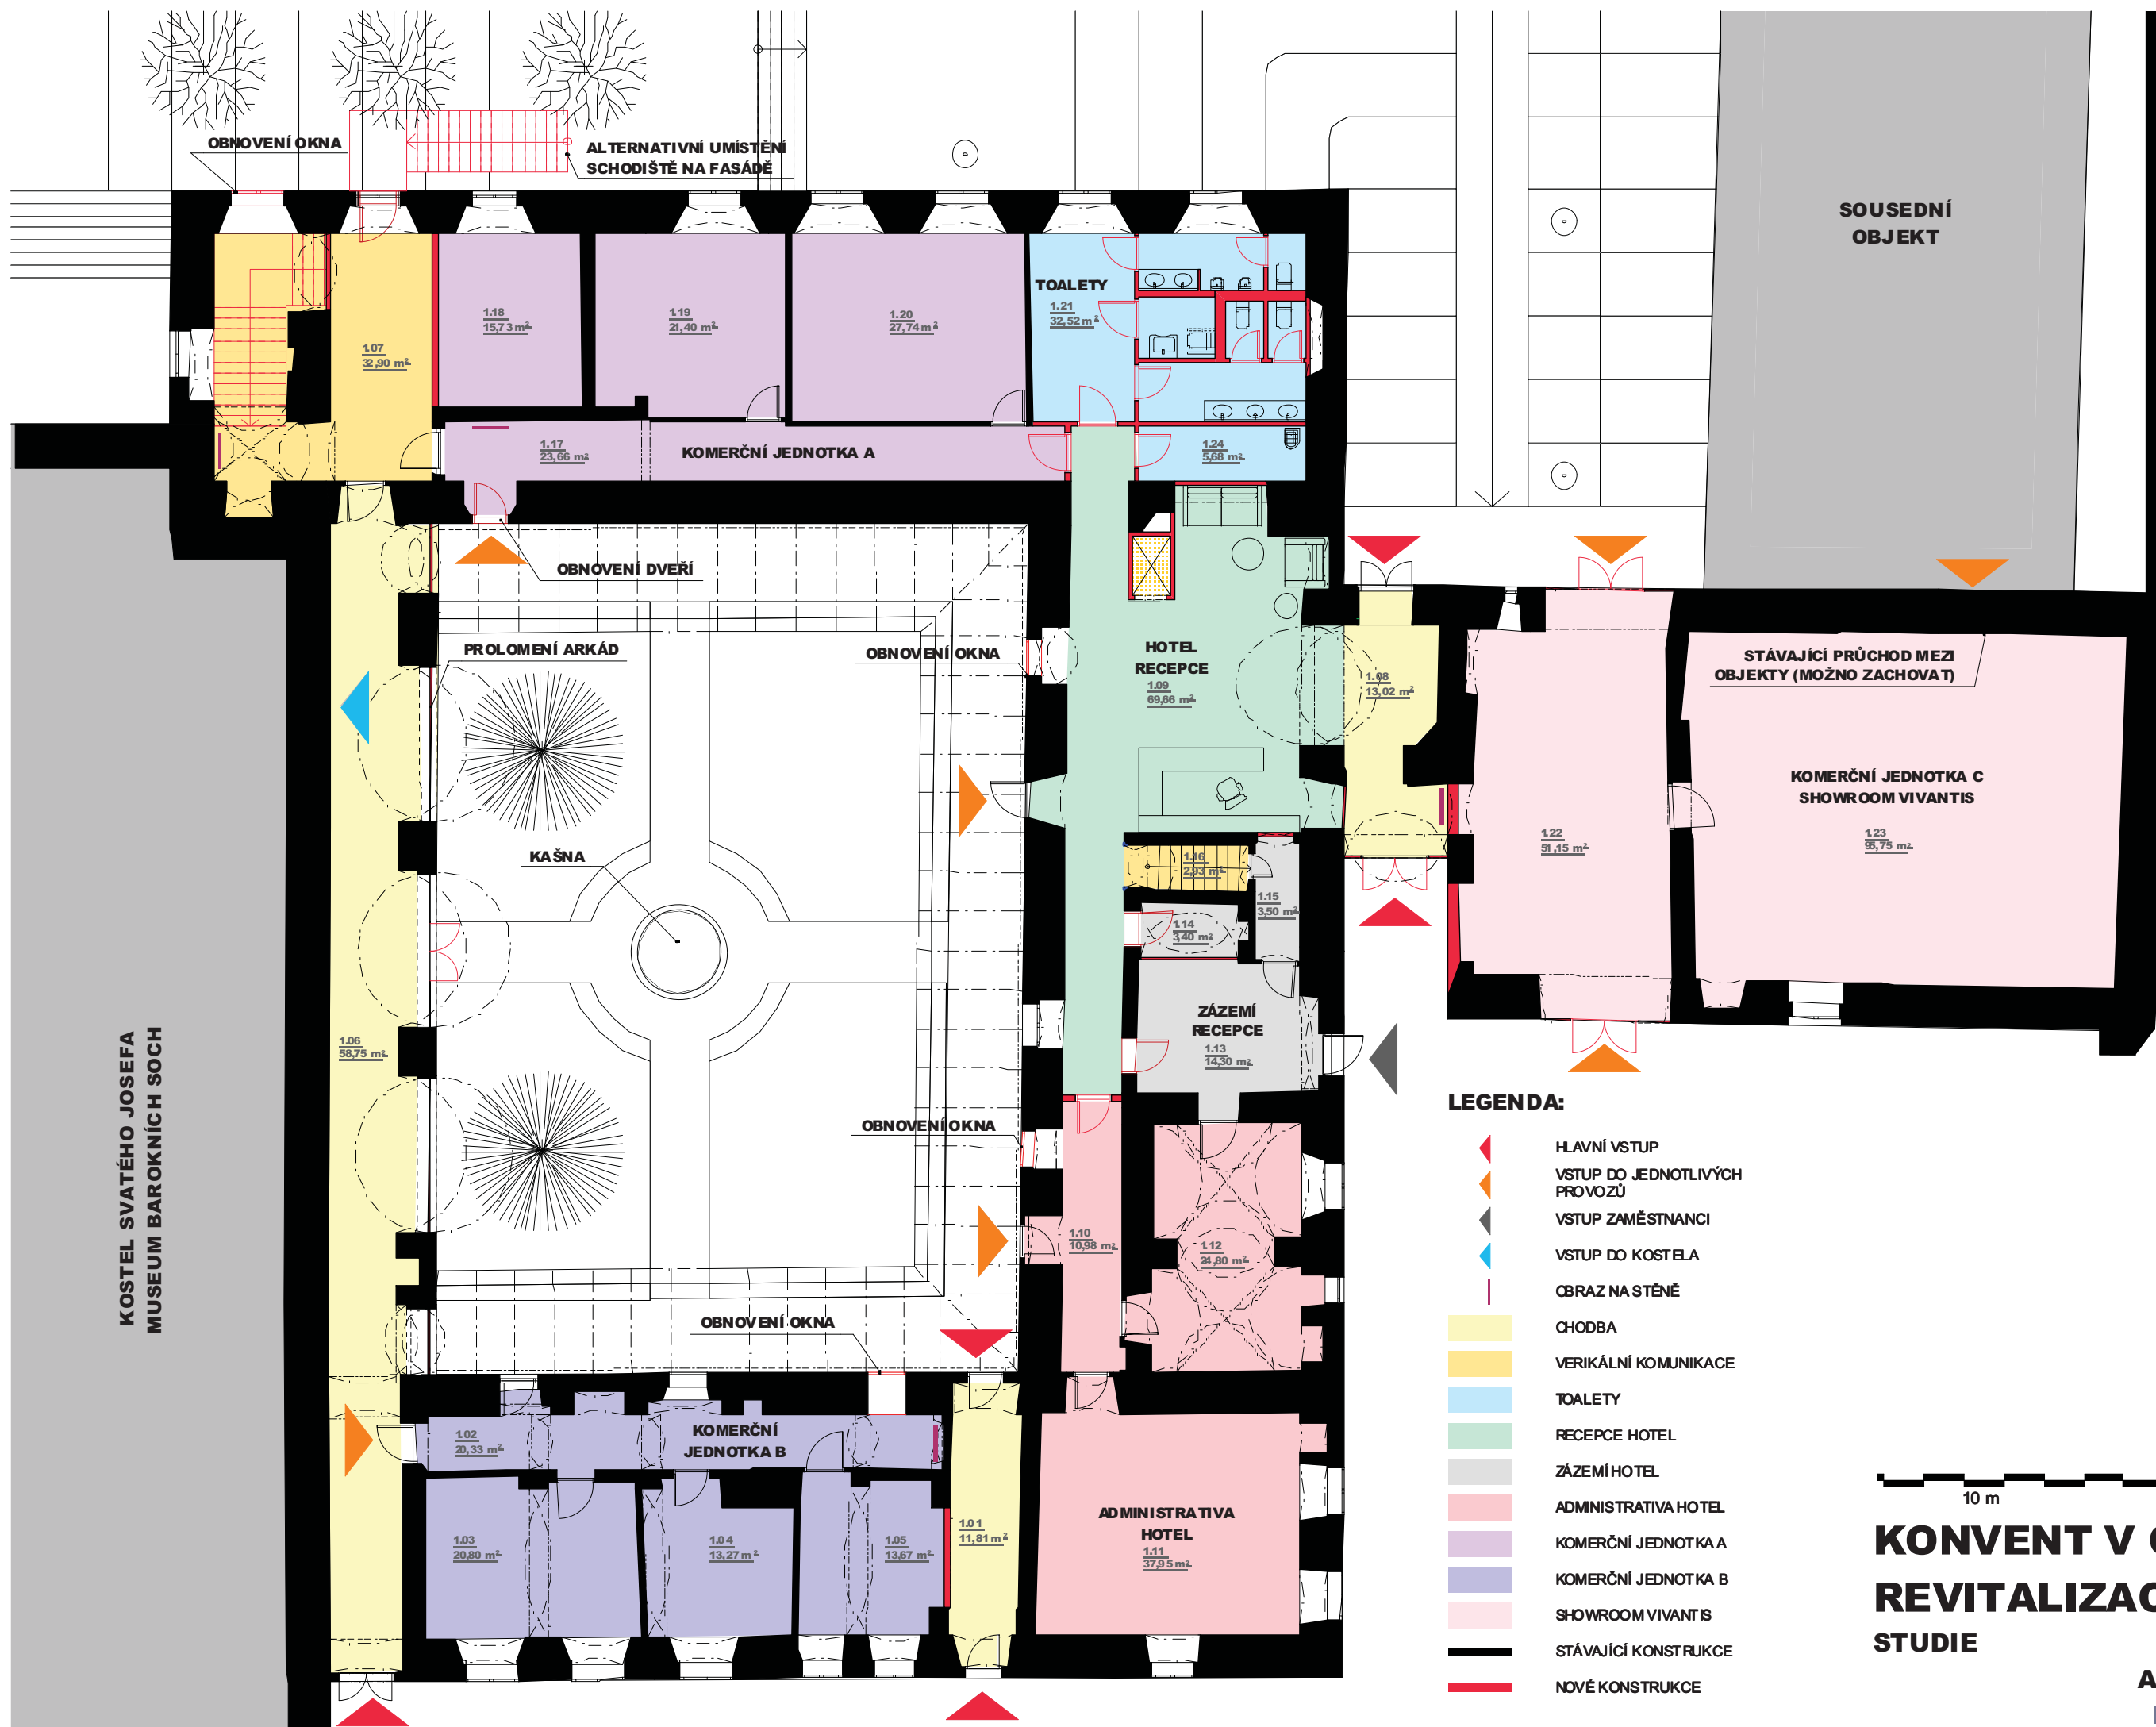 OBNOVENÍ OKNA
ALTERNATIVNÍ UMÍSTĚNÍ
SCHODIŠTĚ NA FASÁDĚ
SOUSEDNÍ
OBJEKT
1.07
32,90 m²
1.18
15,73 m²
1.19
21,40 m²
1.20
27,74 m²
TOALETY
1.21
32,52 m²
1.17
23,66 m²
KOMERČNÍ JEDNOTKA A
1.24
5,68 m²
OBNOVENÍ DVEŘÍ
PROLOMENÍ ARKÁD
OBNOVENÍ OKNA
HOTEL
RECEPCE
1.09
69,66 m²
1.08
13,02 m²
STÁVAJÍCÍ PRŮCHOD MEZI
OBJEKTY (MOŽNO ZACHOVAT)
KOMERČNÍ JEDNOTKA C
SHOWROOM VIVANTIS
1.22
51,15 m²
1.23
95,75 m²
KAŠNA
1.16
2,93 m²
1.15
3,50 m²
1.14
3,40 m²
ZÁZEMÍ
RECEPCE
1.13
14,30 m²
1.06
58,75 m²
KOSTEL SVATÉHO JOSEFA
MUSEUM BAROKNÍCH SOCH
OBNOVENÍ OKNA
1.10
10,98 m²
1.12
24,80 m²
OBNOVENÍ OKNA
1.02
20,33 m²
KOMERČNÍ
JEDNOTKA B
1.03
20,80 m²
1.04
13,27 m²
1.05
13,67 m²
1.01
11,81 m²
ADMINISTRATIVA
HOTEL
1.11
37,95 m²
LEGENDA:
HLAVNÍ VSTUP
VSTUP DO JEDNOTLIVÝCH
PROVOZŮ
VSTUP ZAMĚSTNANCI
VSTUP DO KOSTELA
OBRAZ NA STĚNĚ
CHODBA
VERIKÁLNÍ KOMUNIKACE
TOALETY
RECEPCE HOTEL
ZÁZEMÍ HOTEL
ADMINISTRATIVA HOTEL
KOMERČNÍ JEDNOTKA A
KOMERČNÍ JEDNOTKA B
SHOWROOM VIVANTIS
STÁVAJÍCÍ KONSTRUKCE
NOVÉ KONSTRUKCE
10 m
KONVENT V
REVITALIZAC
STUDIE
A